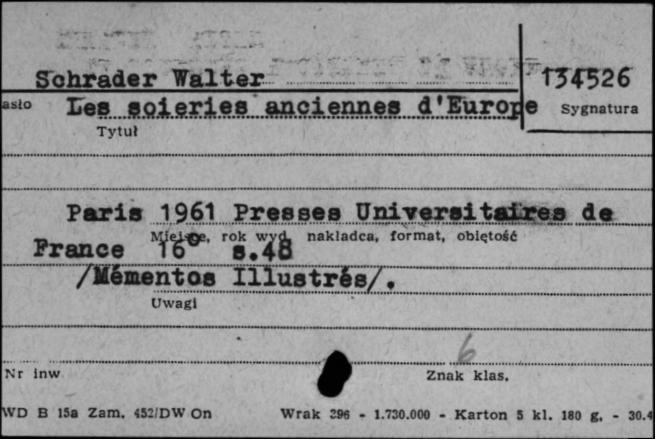 Schrader Walter
134526
asło
Les soieries anciennes d'Europe
Sygnatura
Tytuł
Paris 1961 Presses Universitaires de
Miejsce, rok wyd. nakładca, format, objętość
France 16° s.48
/Mémentos Illustrés/.
Uwagi
6
Nr inw
Znak klas.
WD B 15a Zam. 452/DW On Wrak 296 - 1.730.000 - Karton 5 kl. 180 g. - 30.4